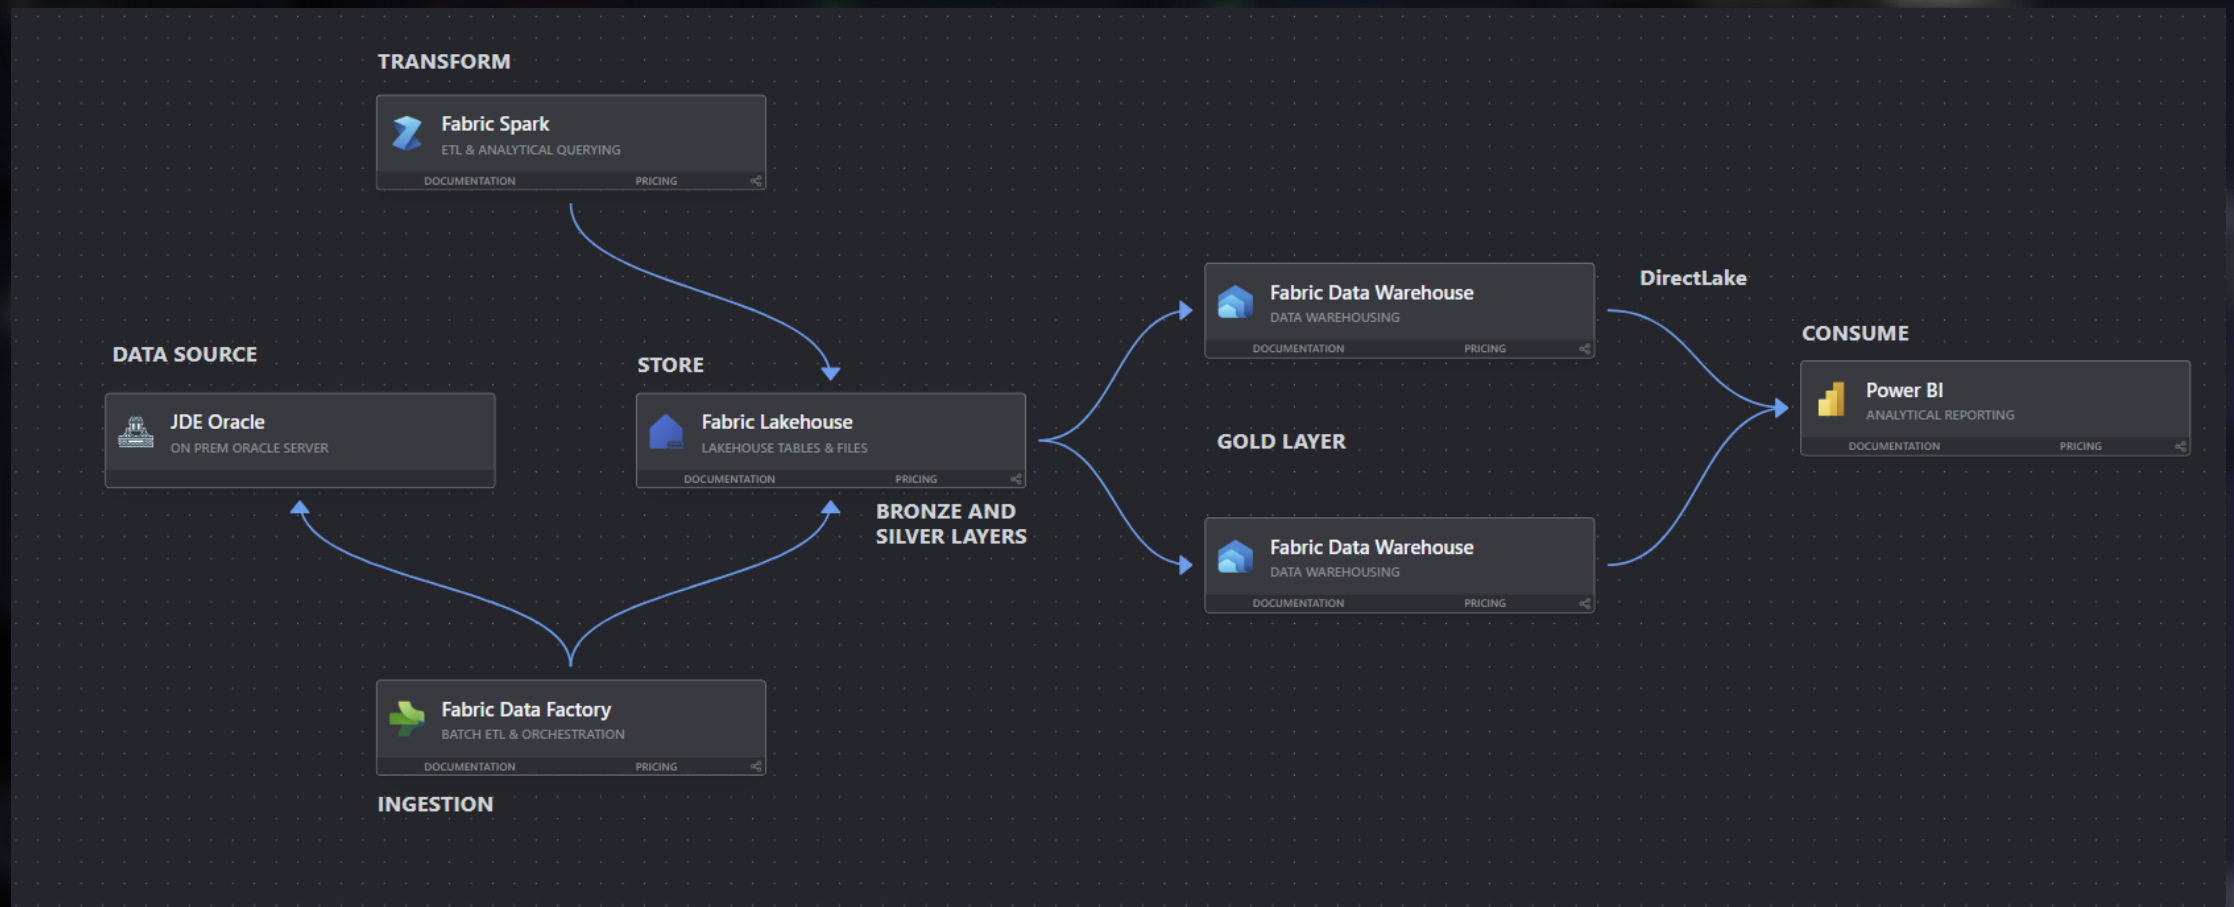 TRANSFORM
Fabric Spark
ETL & ANALYTICAL QUERYING
DOCUMENTATION
PRICING
DATA SOURCE
JDE Oracle
ON PREM ORACLE SERVER
STORE
Fabric Lakehouse
LAKEHOUSE TABLES & FILES
DOCUMENTATION
PRICING
BRONZE AND
SILVER LAYERS
Fabric Data Factory
BATCH ETL & ORCHESTRATION
DOCUMENTATION
PRICING
INGESTION
Fabric Data Warehouse
DATA WAREHOUSING
DOCUMENTATION
PRICING
GOLD LAYER
Fabric Data Warehouse
DATA WAREHOUSING
DOCUMENTATION
PRICING
DirectLake
CONSUME
Power BI
ANALYTICAL REPORTING
DOCUMENTATION
PRICING